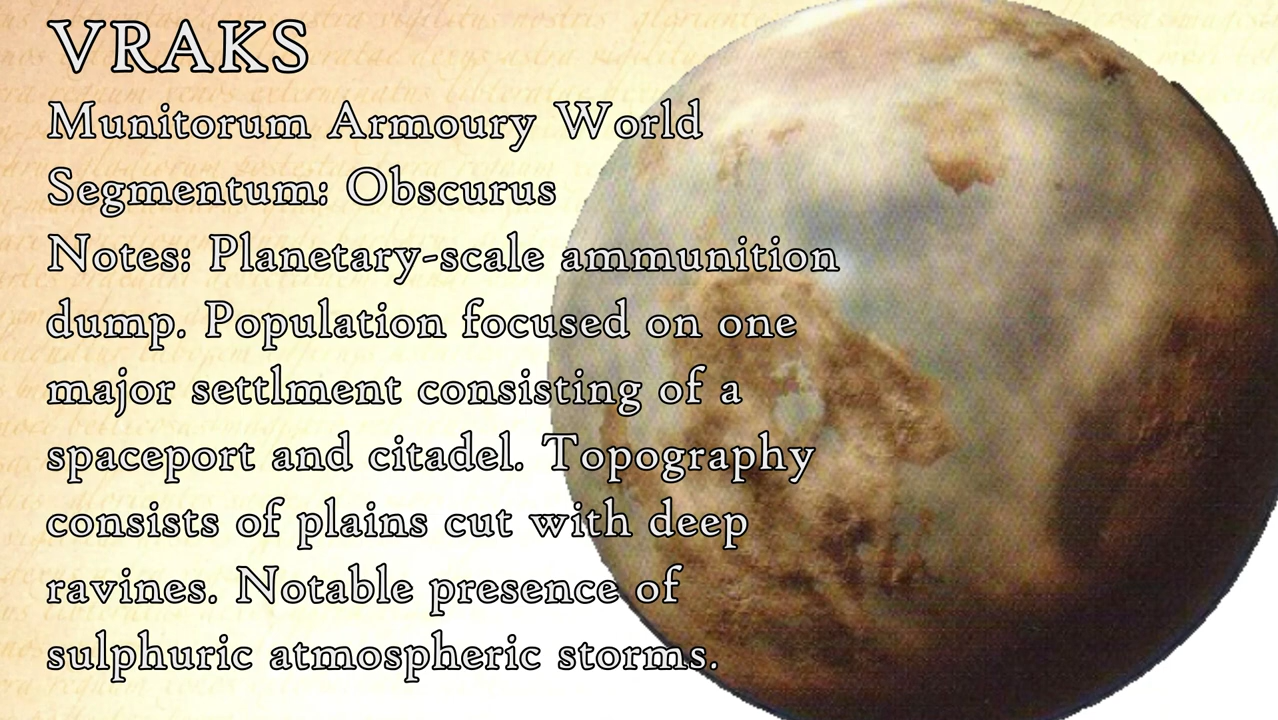 VRAKS
Munitorum Armoury World
Segmentum: Obscurus
Notes: Planetary-scale ammunition
dump. Population focused on one
major settlment consisting of a
spaceport and citadel. Topography
consists of plains cut with deep
ravines. Notable presence of
sulphuric atmospheric storms.